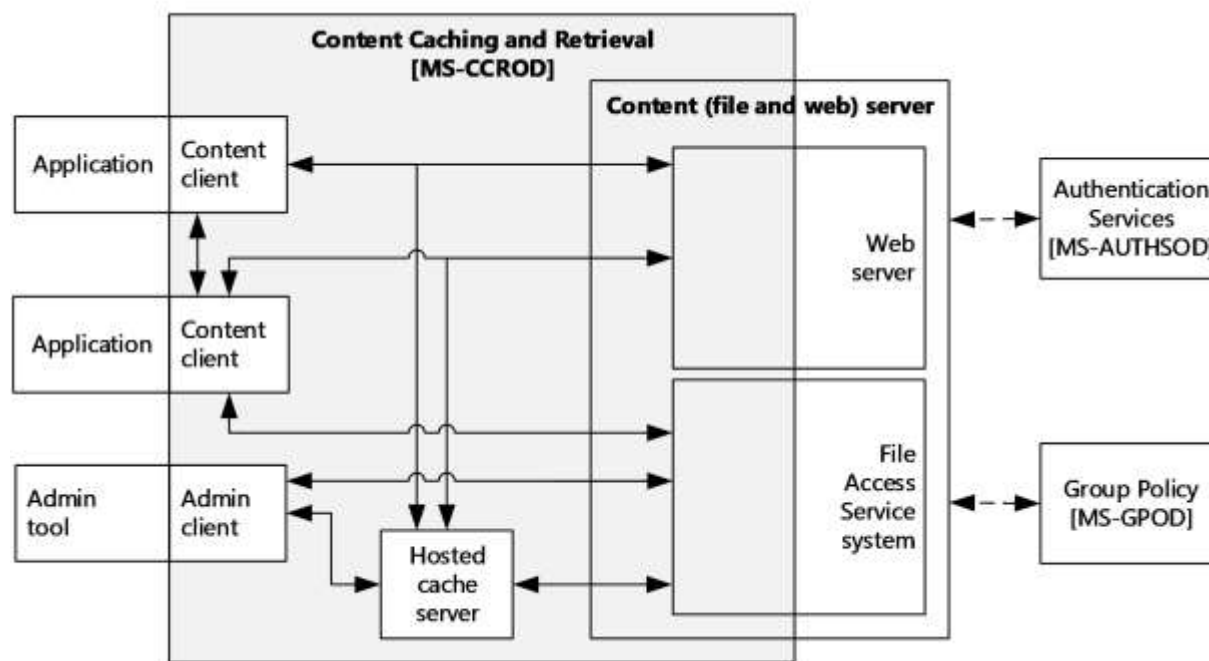 Content Caching and Retrieval
[MS-CCROD]
Content (file and web) server
Application
Content
client
Authentication
Services
[MS-AUTHSOD]
Web
server
Application
Content
client
File
Access
Service
system
Group Policy
[MS-GPOD]
Admin
tool
Admin
client
Hosted
cache
server